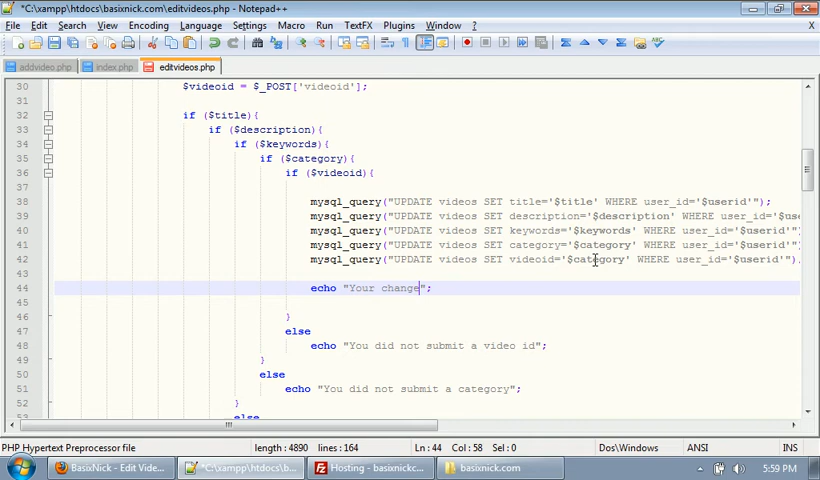 *C:\xampp\htdocs\basixnick.com\editvideos.php - Notepad++
File Edit Search View Encoding Language Settings Macro Run TextFX Plugins Window ? X
addvideo.php index.php editvideos.php
30 $videoid = $_POST['videoid'];
31
32 if ($title){
33 if ($description){
34 if ($keywords){
35 if ($category){
36 if ($videoid){
37
38 mysql_query("UPDATE videos SET title='$title' WHERE user_id='$userid'");
39 mysql_query("UPDATE videos SET description='$description' WHERE user_id='$use
40 mysql_query("UPDATE videos SET keywords='$keywords' WHERE user_id='$userid'")
41 mysql_query("UPDATE videos SET category='$category' WHERE user_id='$userid'")
42 mysql_query("UPDATE videos SET videoid='$category' WHERE user_id='$userid'").
43
44 echo "Your change";
45
46 }
47 else
48 echo "You did not submit a video id";
49 }
50 else
51 echo "You did not submit a category";
52 }
53 else
PHP Hypertext Preprocessor file length : 4890 lines : 164 Ln : 44 Col : 58 Sel : 0 Dos\Windows ANSI INS
BasixNick - Edit Vide... *C:\xampp\htdocs\b... Hosting - basixnickc... basixnick.com 5:59 PM